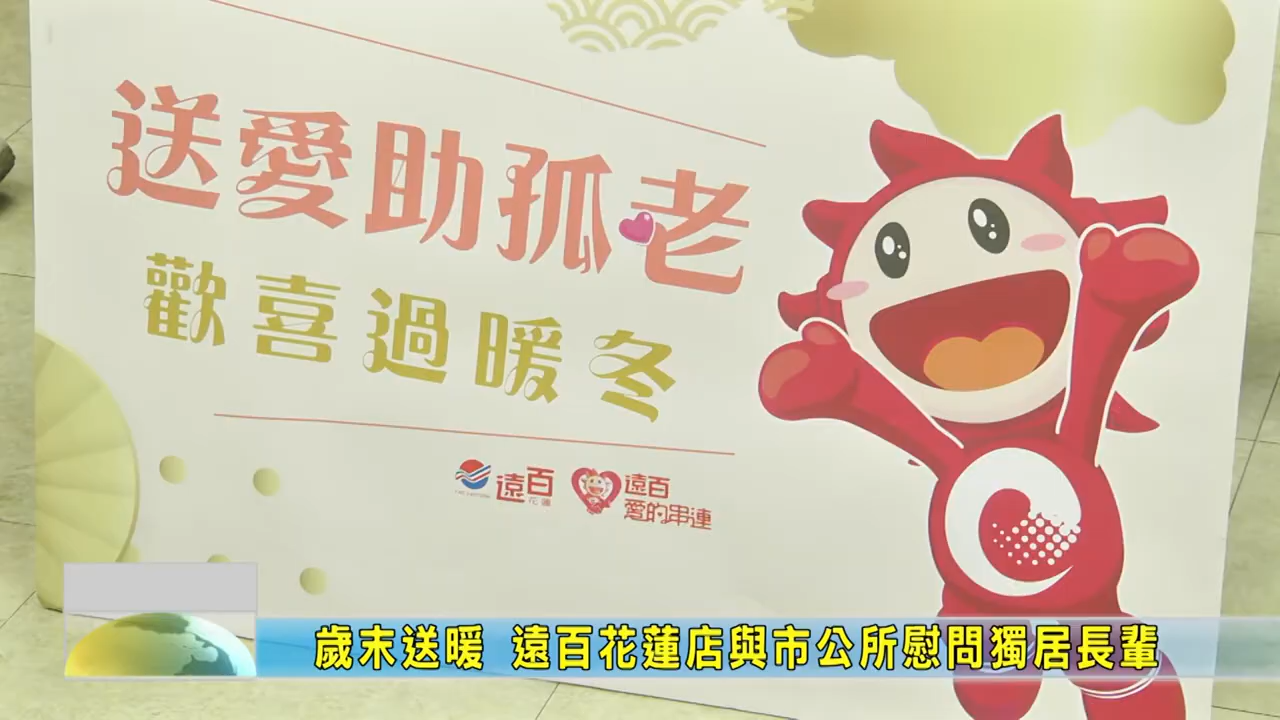 送愛助孤老
歡喜過暖冬
遠百
花蓮
遠百
愛的串連
歲末送暖 遠百花蓮店與市公所慰問獨居長輩